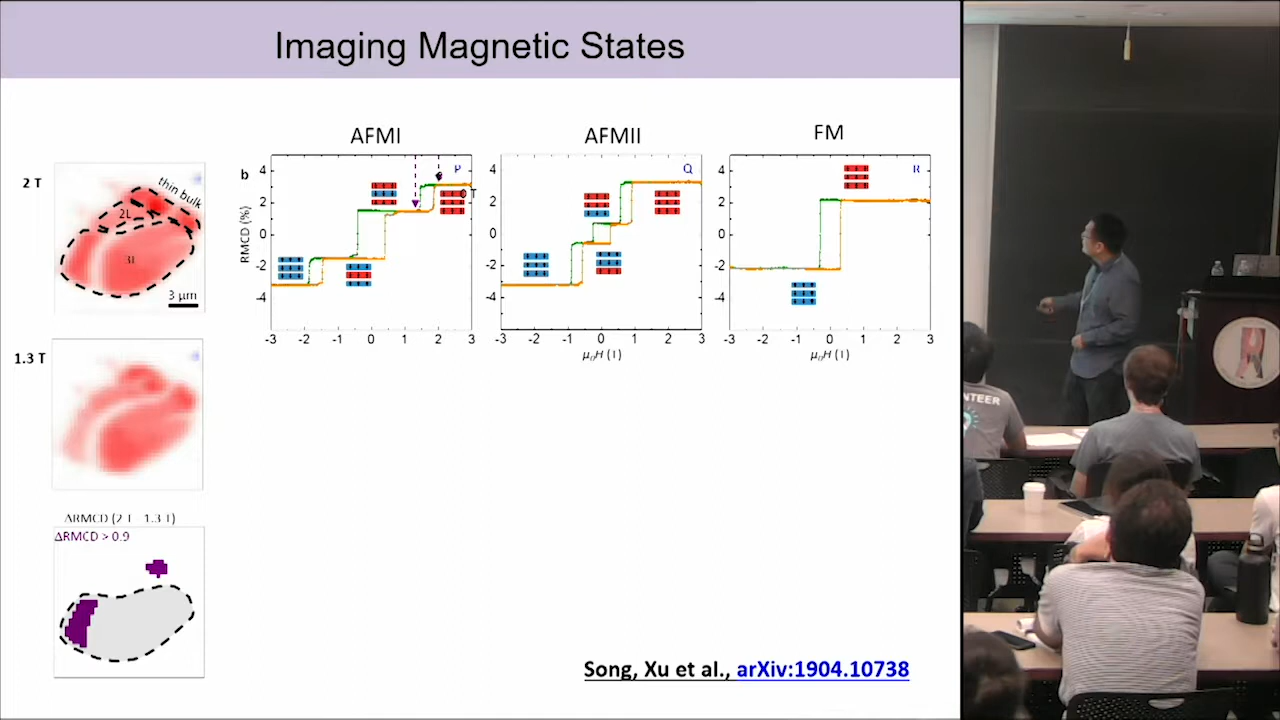 Imaging Magnetic States
AFMI
AFMII
FM
2 T
thin bulk
2L
3L
3 μm
1.3 T
ΔRMCD (2 T 1.3 T)
ΔRMCD > 0.9
b
RMCD (%)
4
2
0
-2
-4
P
T
-3 -2 -1 0 1 2 3
4
2
0
-2
-4
Q
-3 -2 -1 0 1 2 3
μ₀H (T)
4
2
0
-2
-4
R
-3 -2 -1 0 1 2 3
μ₀H (T)
Song, Xu et al., arXiv:1904.10738
NTEER